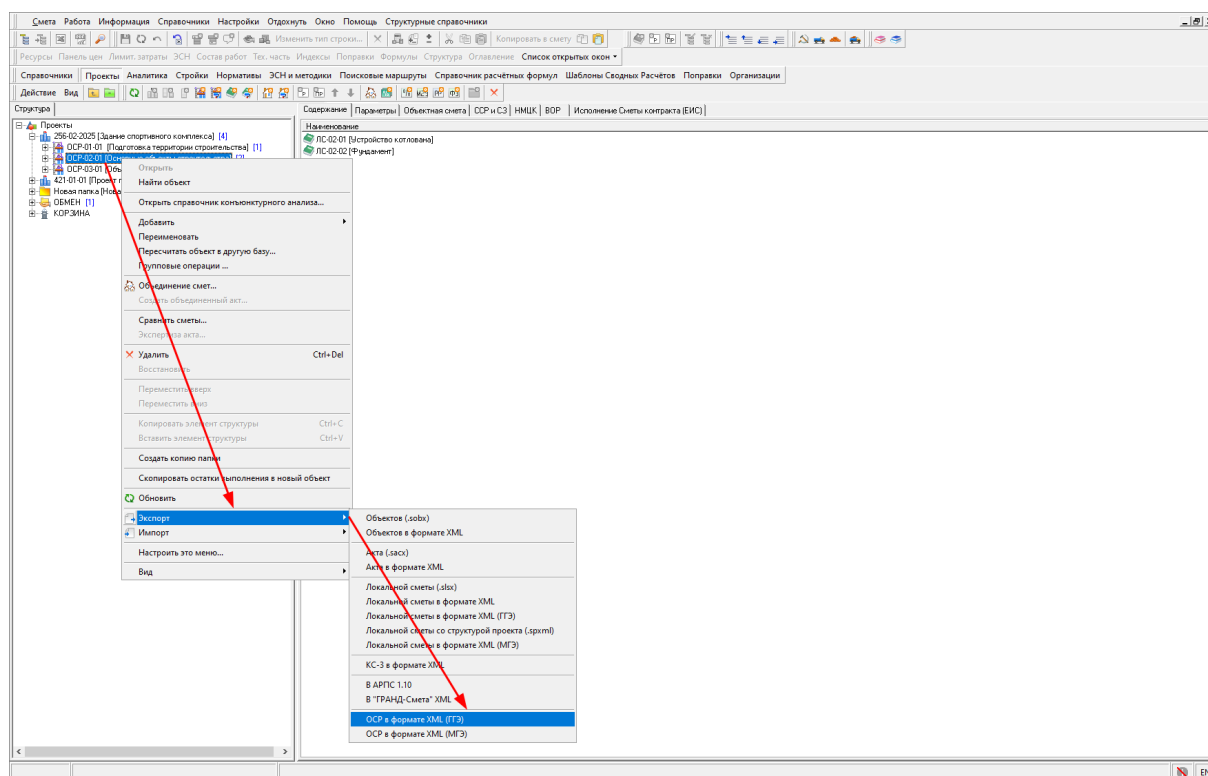 Смета Работа Информация Справочники Настройки Отдохнуть Окно Помощь Структурные справочники
Изменить тип строки... Копировать в смету
Ресурсы Панель цен Лимит. затраты ЭСН Состав работ Тех. часть Индексы Поправки Формулы Структура Оглавление Список открытых окон
Справочники Проекты Аналитика Стройки Нормативы ЭСН и методики Поисковые маршруты Справочник расчётных формул Шаблоны Сводных Расчётов Поправки Организации
Действие Вид
Структура
Содержание Параметры Объектная смета ССР и СЗ НМЦК ВОР Исполнение Сметы контракта (ЕИС)
Проекты
256-02-2025 [Здание спортивного комплекса] [4]
ОСР-01-01 [Подготовка территории строительства] [1]
ОСР-02-01 [Основные объекты строительства] [2]
ОСР-03-01 [Объ
421-01-01 [Проект г
Новая папка [Нова
ОБМЕН [1]
КОРЗИНА
Наименование
ЛС-02-01 [Устройство котлована]
ЛС-02-02 [Фундамент]
Открыть
Найти объект
Открыть справочник конъюнктурного анализа...
Добавить
Переименовать
Пересчитать объект в другую базу...
Групповые операции ...
Объединение смет...
Создать объединенный акт...
Сравнить сметы...
Экспертиза акта...
Удалить Ctrl+Del
Восстановить
Переместить вверх
Переместить вниз
Копировать элемент структуры Ctrl+C
Вставить элемент структуры Ctrl+V
Создать копию папки
Скопировать остатки выполнения в новый объект
Обновить
Экспорт
Импорт
Настроить это меню...
Вид
Объектов (.sobx)
Объектов в формате XML
Акта (.sacx)
Акта в формате XML
Локальной сметы (.slsx)
Локальной сметы в формате XML
Локальной сметы в формате XML (ГГЭ)
Локальной сметы со структурой проекта (.spxml)
Локальной сметы в формате XML (МГЭ)
КС-3 в формате XML
В АРПС 1.10
В "ГРАНД-Смета" XML
ОСР в формате XML (ГГЭ)
ОСР в формате XML (МГЭ)
EN